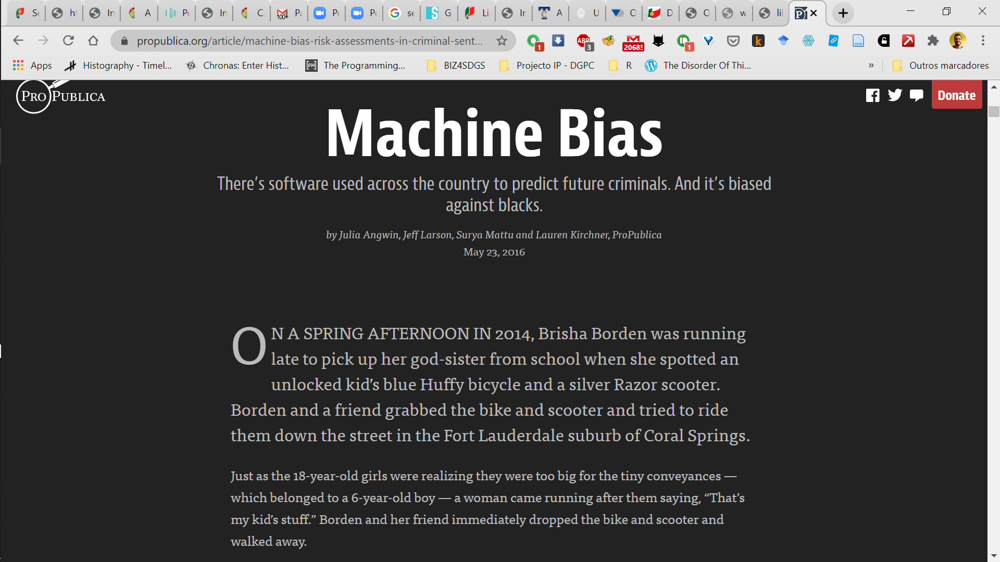 Se
ht
In
A
Pe
In
C
100+
Pa
Po
Po
se
S
G
Li
In
A
U
O
D
O
w
lil
propublica.org/article/machine-bias-risk-assessments-in-criminal-sent...
1
ABP
3
20685
1
k
Apps
Histography - Timel...
Chronas: Enter Hist...
The Programming...
BIZ4SDGS
Projecto IP - DGPC
R
The Disorder Of Thi...
»
Outros marcadores
PROPUBLICA
Donate
Machine Bias
There’s software used across the country to predict future criminals. And it’s biased
against blacks.
by Julia Angwin, Jeff Larson, Surya Mattu and Lauren Kirchner, ProPublica
May 23, 2016
ON A SPRING AFTERNOON IN 2014, Brisha Borden was running
late to pick up her god-sister from school when she spotted an
unlocked kid’s blue Huffy bicycle and a silver Razor scooter.
Borden and a friend grabbed the bike and scooter and tried to ride
them down the street in the Fort Lauderdale suburb of Coral Springs.
Just as the 18-year-old girls were realizing they were too big for the tiny conveyances —
which belonged to a 6-year-old boy — a woman came running after them saying, “That’s
my kid’s stuff.” Borden and her friend immediately dropped the bike and scooter and
walked away.